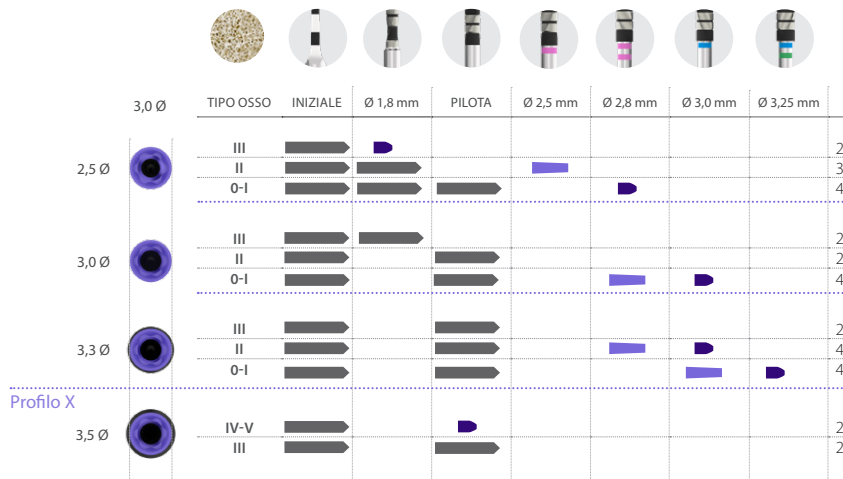 3,0 Ø TIPO OSSO INIZIALE Ø 1,8 mm PILOTA Ø 2,5 mm Ø 2,8 mm Ø 3,0 mm Ø 3,25 mm
III 2
2,5 Ø II 3
0-I 4
III 2
3,0 Ø II 2
0-I 4
III 2
3,3 Ø II 4
0-I 4
Profilo X
3,5 Ø IV-V 2
III 2